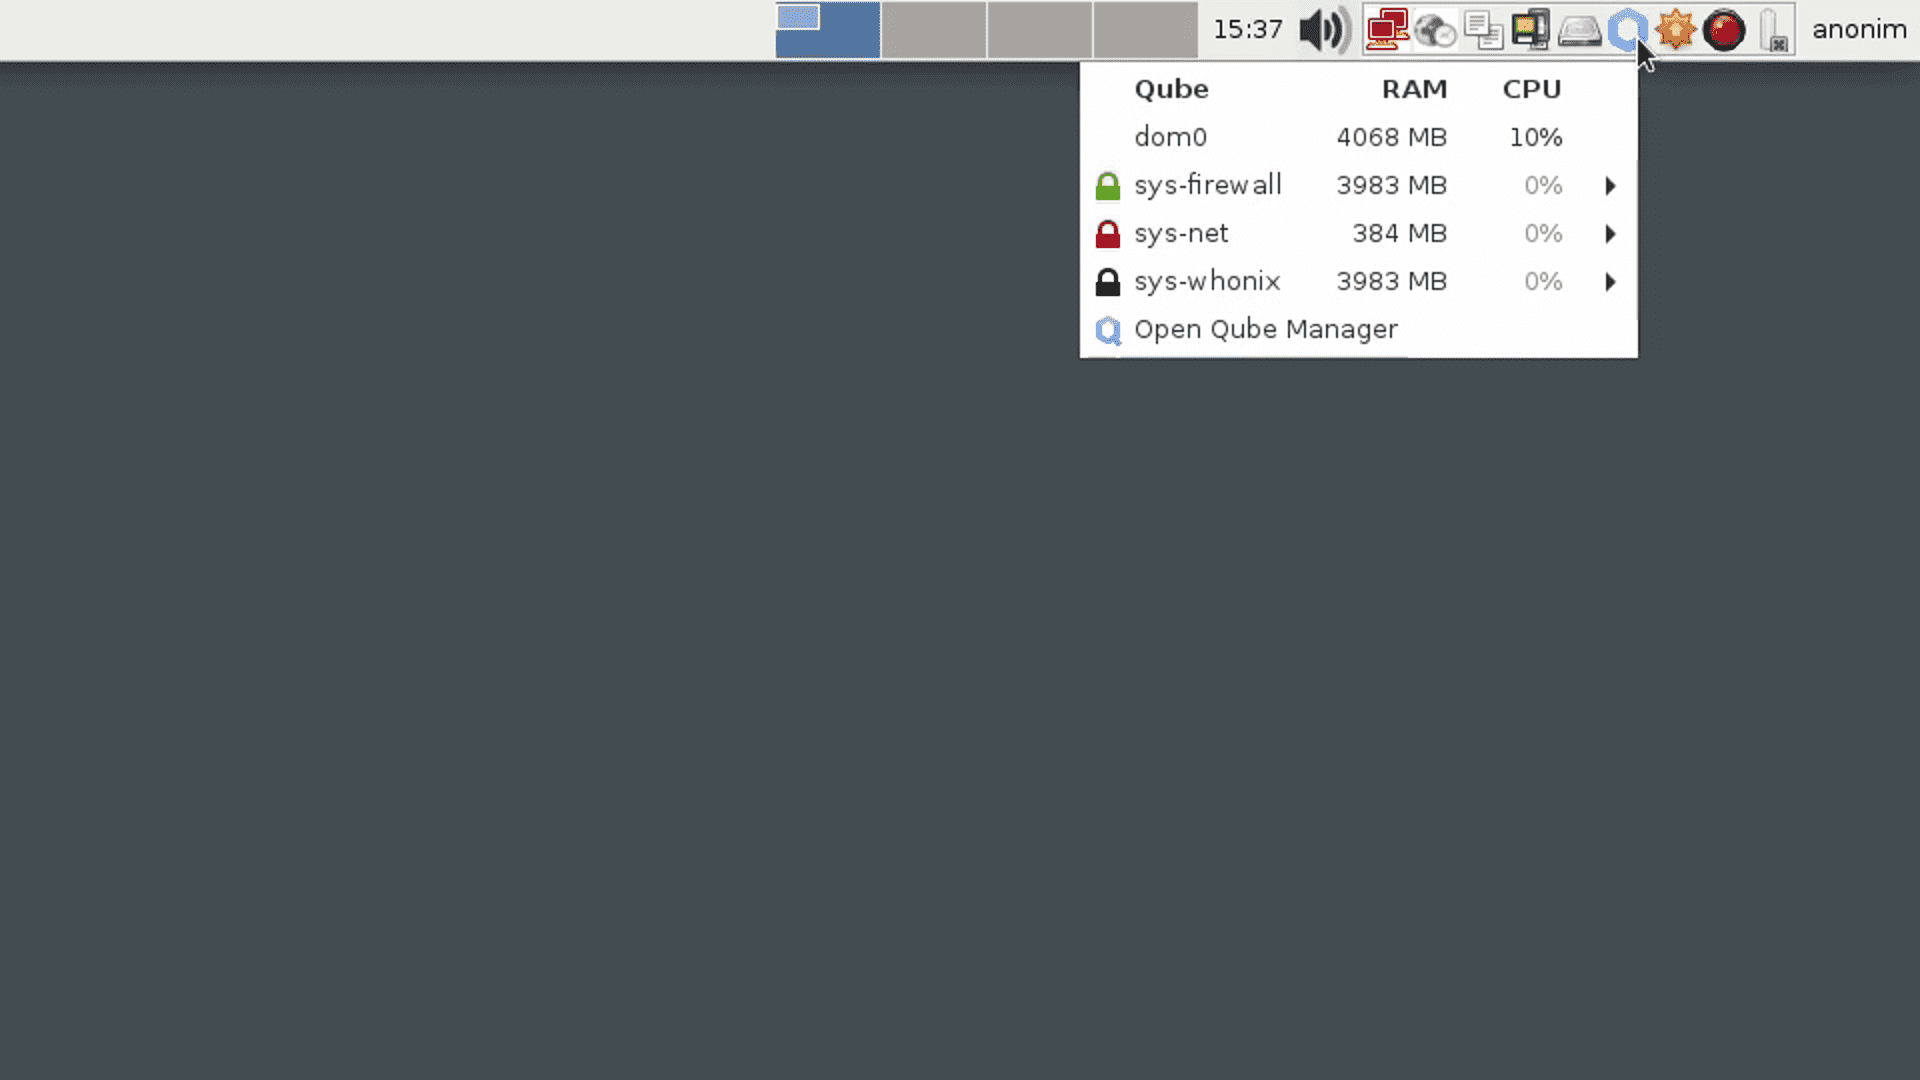 15:37 anonim
Qube RAM CPU
dom0 4068 MB 10%
sys-firewall 3983 MB 0%
sys-net 384 MB 0%
sys-whonix 3983 MB 0%
Open Qube Manager